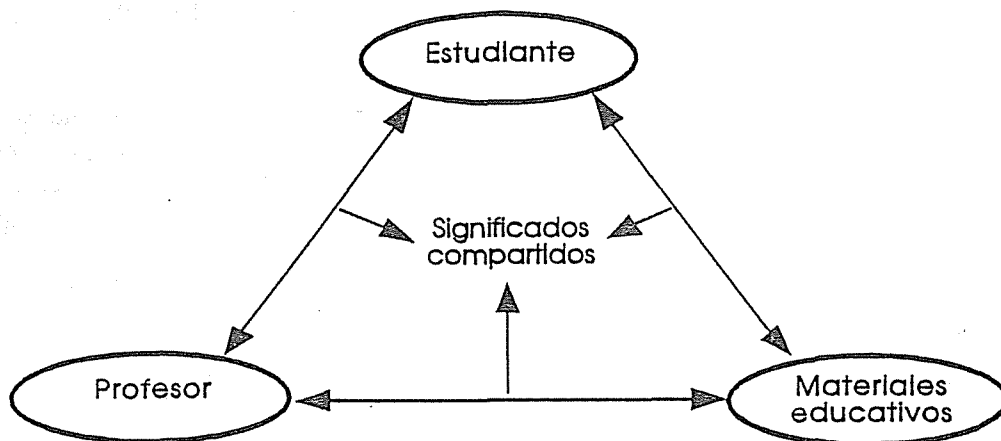 Estudiante
Significados
compartidos
Profesor
Materiales
educativos